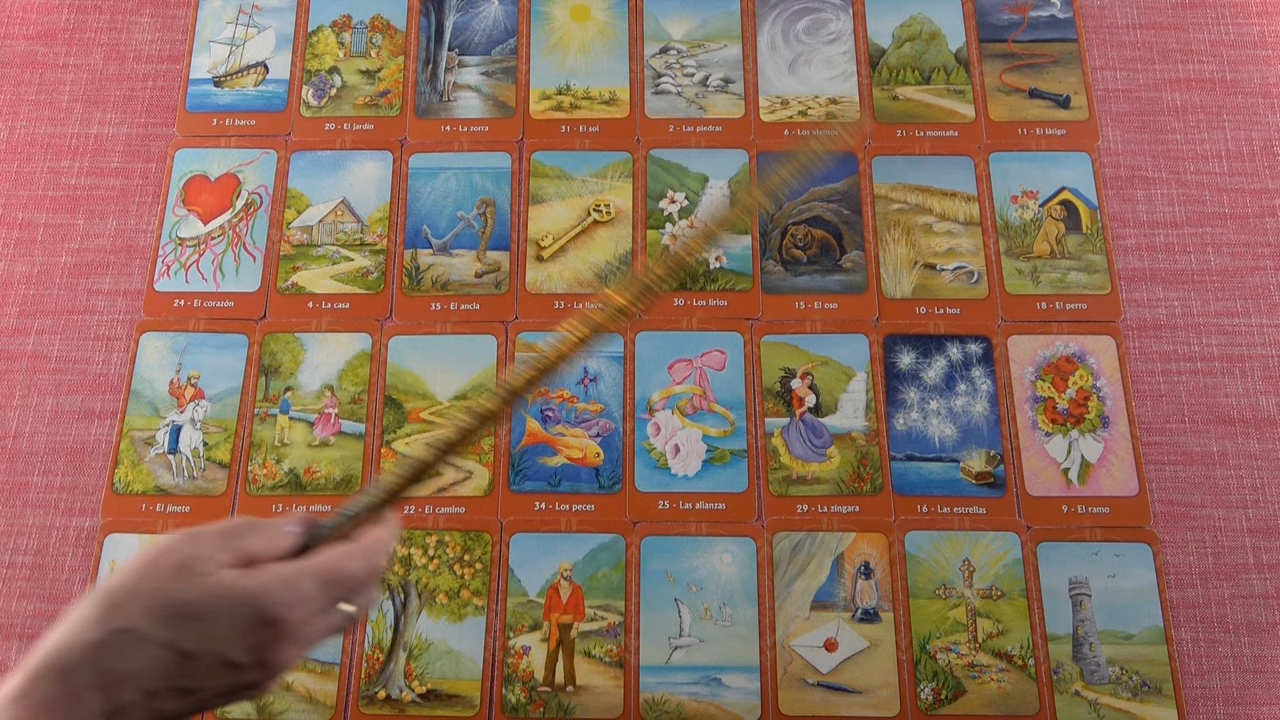 3 - El barco
20 - El jardín
14 - La zorra
31 - El sol
2 - Las piedras
6 - Los vientos
21 - La montaña
11 - El látigo
24 - El corazón
4 - La casa
35 - El ancla
33 - La llave
30 - Los lirios
15 - El oso
10 - La hoz
18 - El perro
1 - El jinete
13 - Los niños
22 - El camino
34 - Los peces
25 - Las alianzas
29 - La zíngara
16 - Las estrellas
9 - El ramo